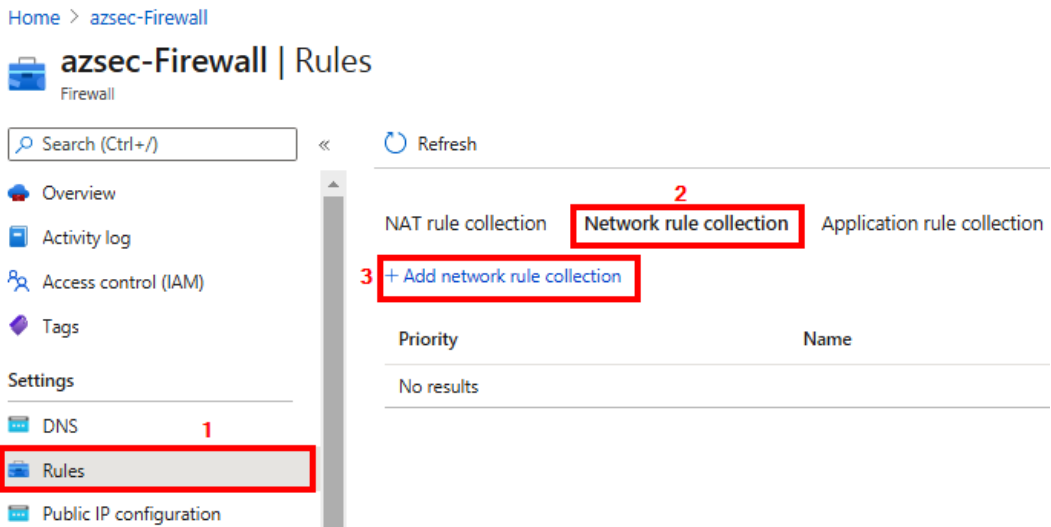 Home > azsec-Firewall
azsec-Firewall | Rules
Firewall
Search (Ctrl+/)
«
Refresh
Overview
Activity log
Access control (IAM)
Tags
Settings
DNS
1
Rules
Public IP configuration
2
NAT rule collection Network rule collection Application rule collection
3 + Add network rule collection
Priority Name
No results